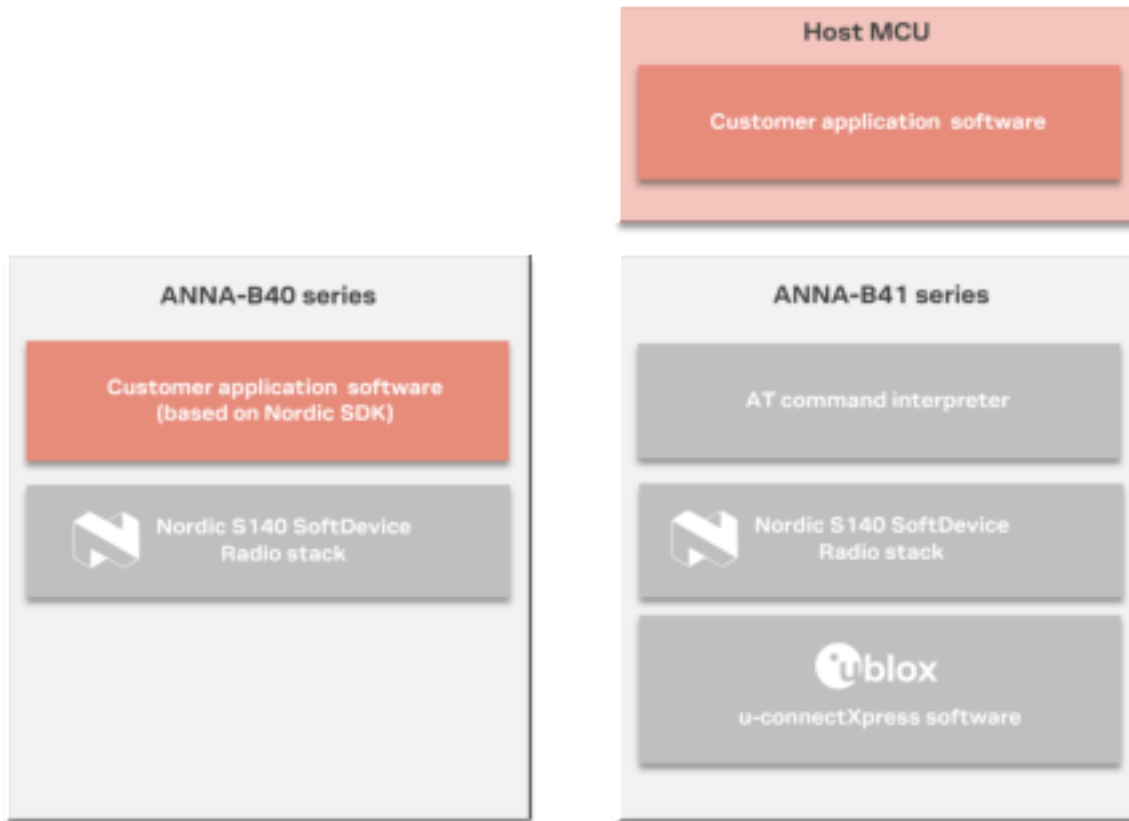 Host MCU
Customer application software
ANNA-B40 series
Customer application software
(based on Nordic SDK)
Nordic S140 SoftDevice
Radio stack
ANNA-B41 series
AT command interpreter
Nordic S140 SoftDevice
Radio stack
ublox
u-connectXpress software